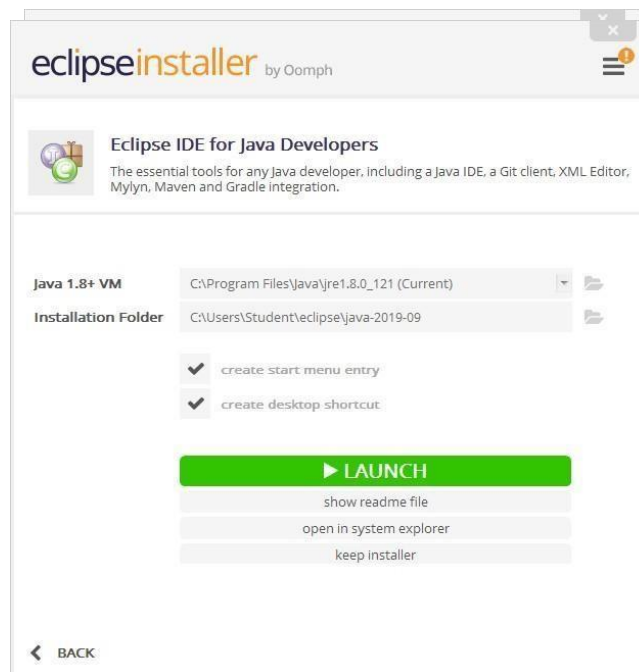 eclipseinstaller by Oomph
Eclipse IDE for Java Developers
The essential tools for any Java developer, including a Java IDE, a Git client, XML Editor,
Mylyn, Maven and Gradle integration.
Java 1.8+ VM C:\Program Files\Java\jre1.8.0_121 (Current)
Installation Folder C:\Users\Student\eclipse\java-2019-09
create start menu entry
create desktop shortcut
LAUNCH
show readme file
open in system explorer
keep installer
BACK